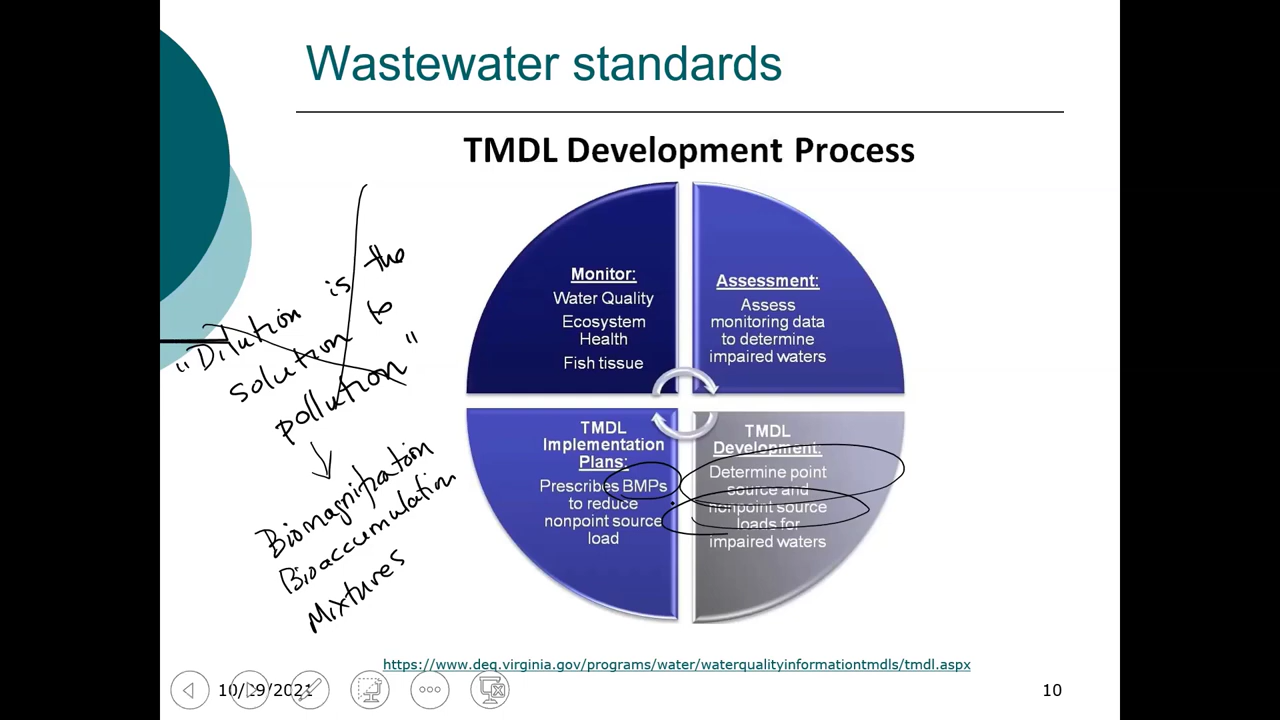 Wastewater standards
TMDL Development Process
Monitor:
Water Quality
Ecosystem
Health
Fish tissue
Assessment:
Assess
monitoring data
to determine
impaired waters
"Dilution is the
solution to
pollution"
Biomagnification
Bioaccumulation
Mixtures
TMDL
Implementation
Plans:
Prescribes BMPs
to reduce
nonpoint source
load
TMDL
Development:
Determine point
source and
nonpoint source
loads for
impaired waters
https://www.deq.virginia.gov/programs/water/waterqualityinformationtmdls/tmdl.aspx
10/19/2021
10